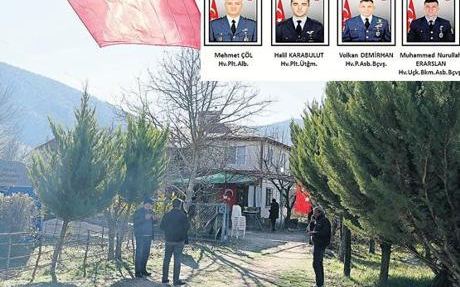 Mehmet ÇÖL
Hv.Plt.Alb.
Halil KARABULUT
Hv.Plt.Ütğm.
Volkan DEMİRHAN
Hv.P.Asb.Bçvş.
Muhammed Nurullah
ERARSLAN
Hv.Uçk.Bkm.Asb.Bçvş.